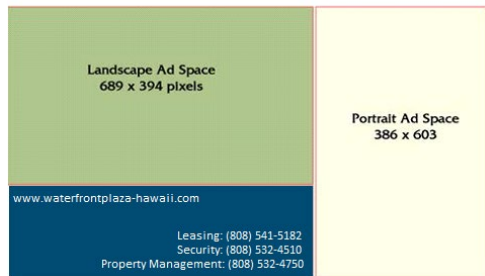 Landscape Ad Space
689 x 394 pixels
Portrait Ad Space
386 x 603
www.waterfrontplaza-hawaii.com
Leasing: (808) 541-5182
Security: (808) 532-4510
Property Management: (808) 532-4750